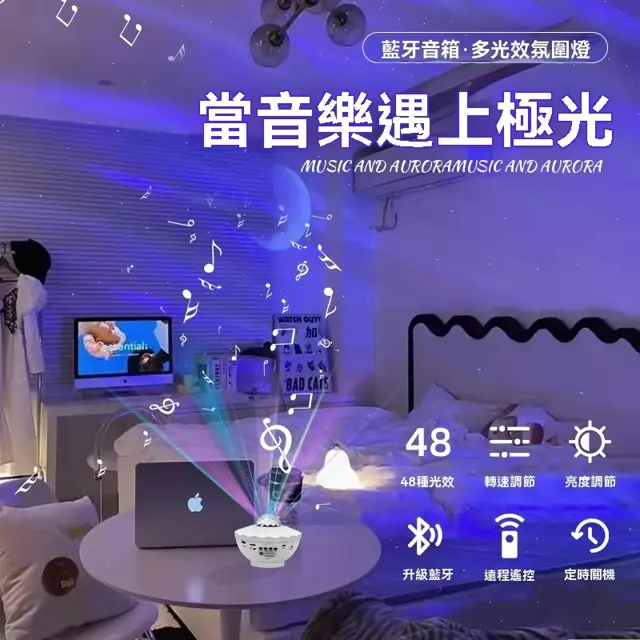 藍牙音箱·多光效氛圍燈
當音樂遇上極光
MUSIC AND AURORAMUSIC AND AURORA
Essential:
WATCH OUT
加
BAD CATS
48
48種光效
轉速調節
亮度調節
升級藍牙
遠程遙控
定時關機